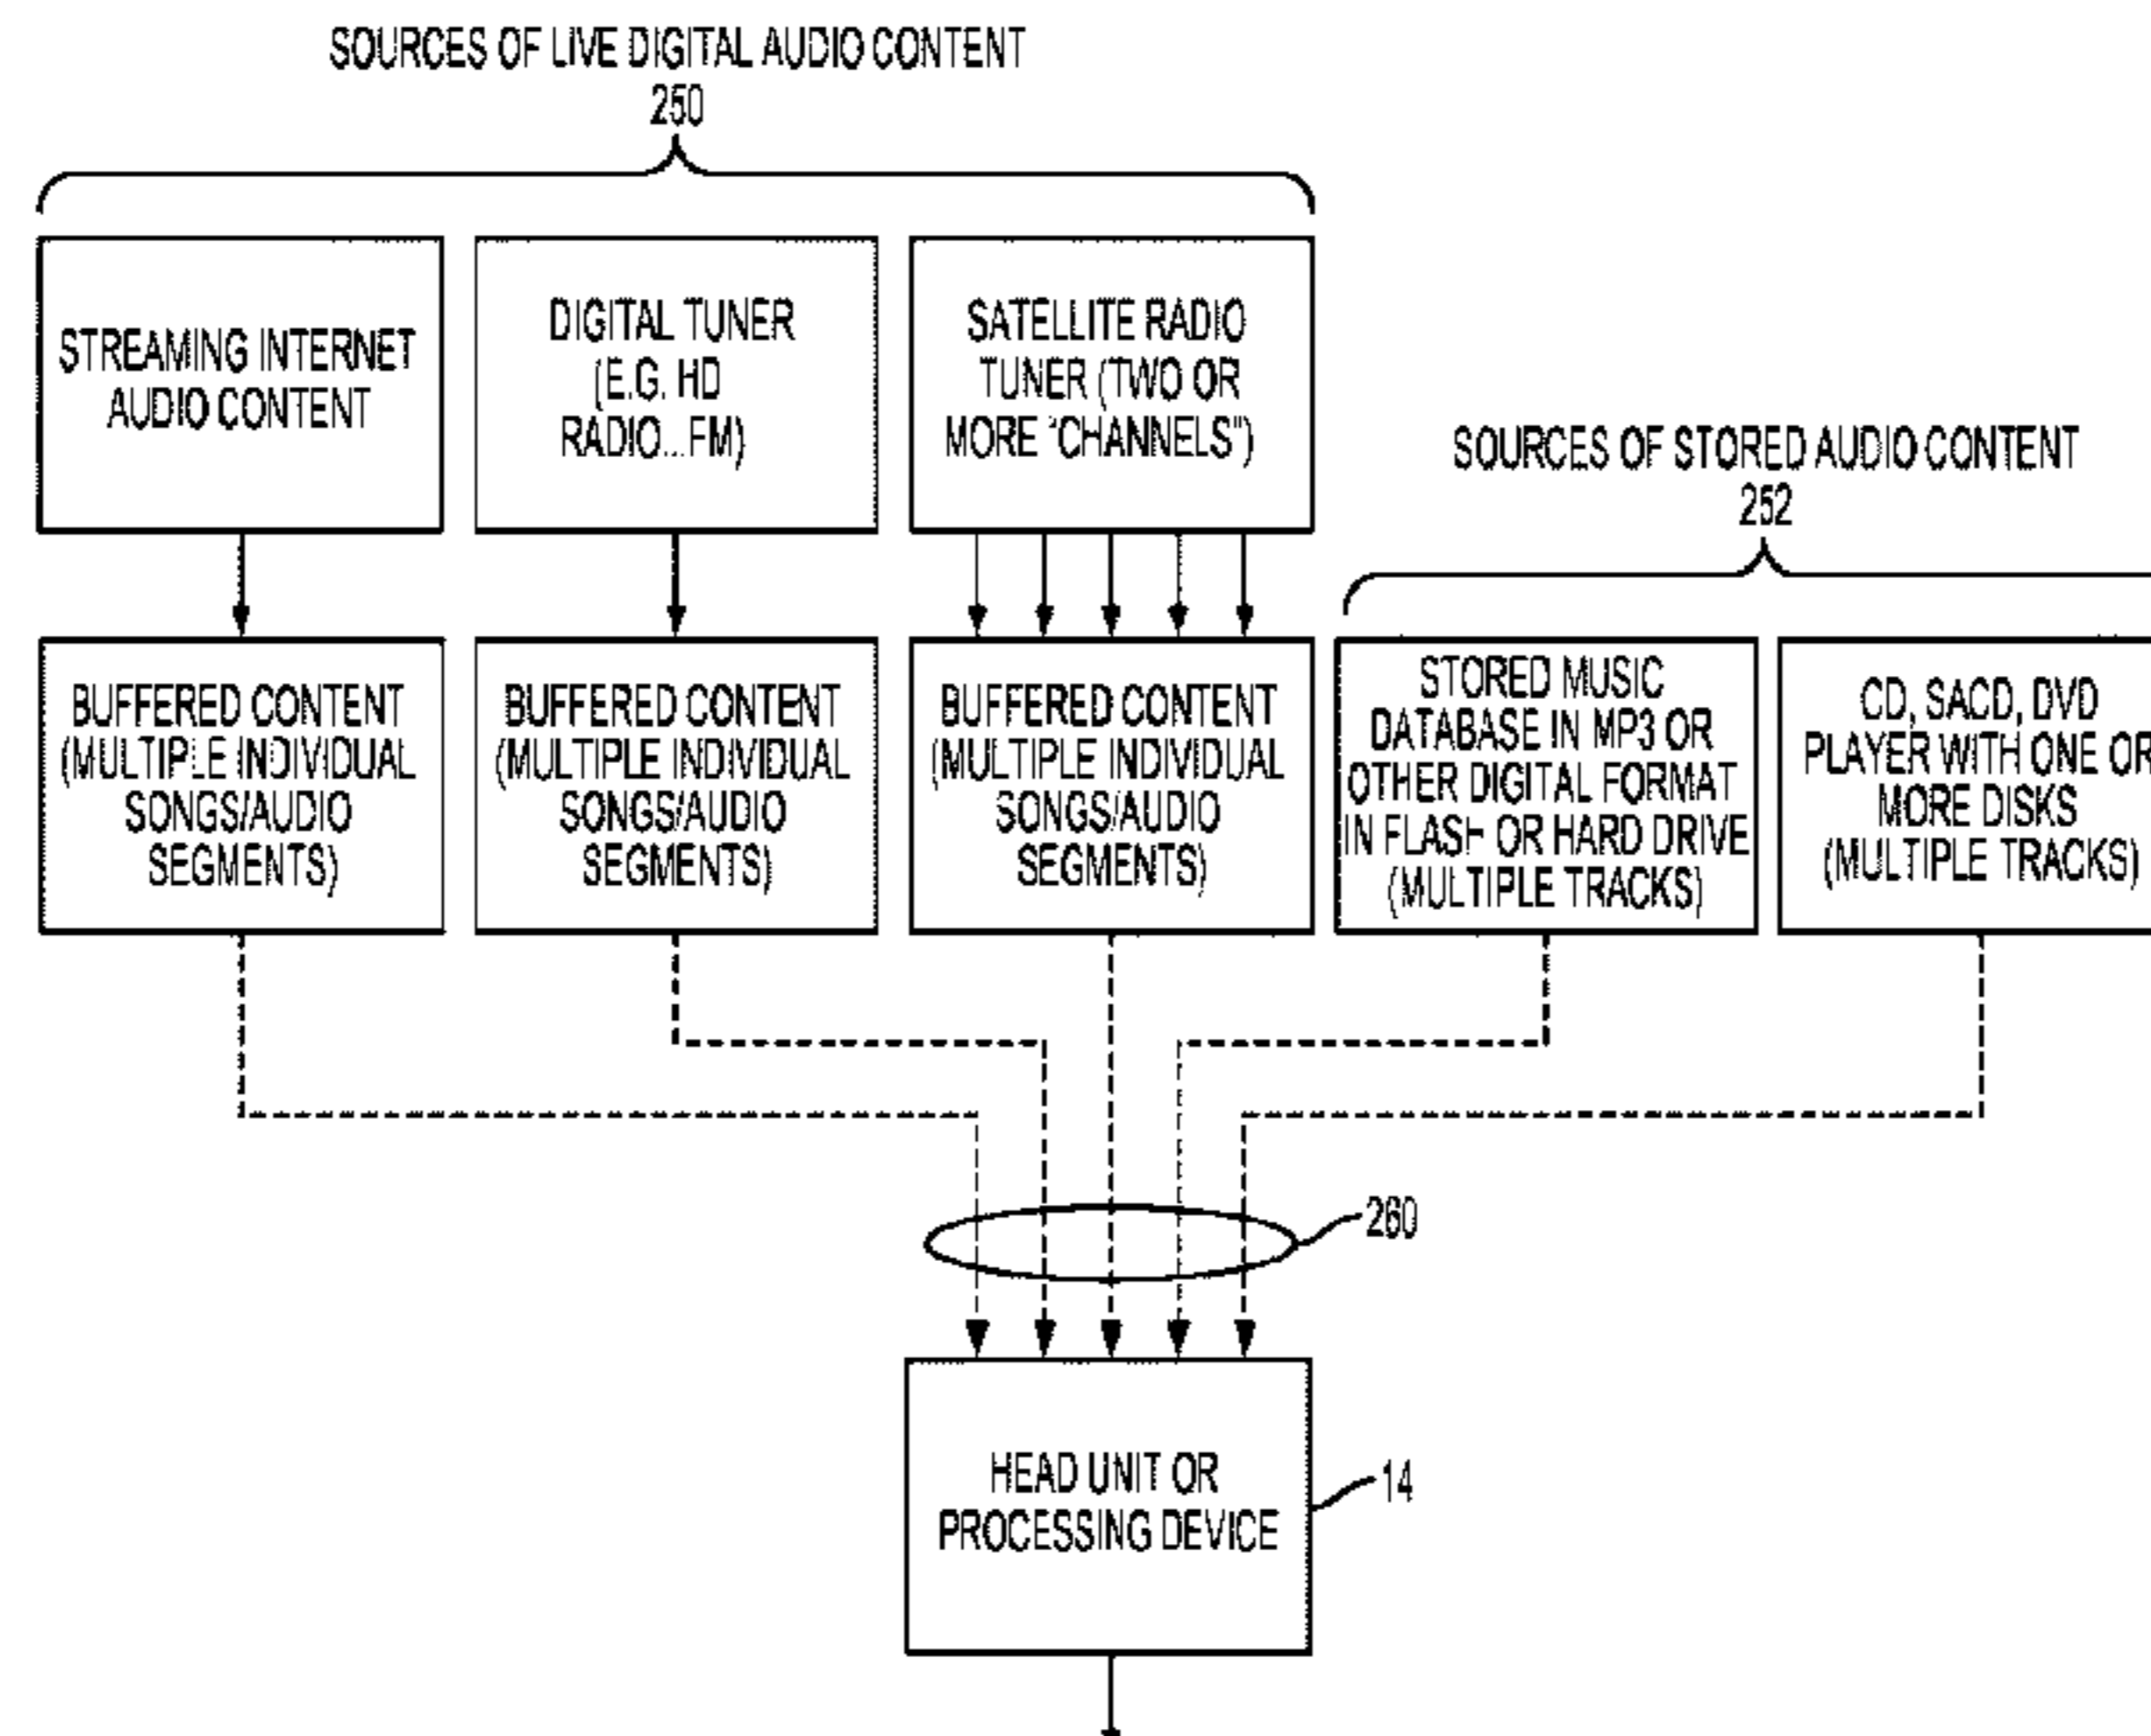 SOURCES OF LIVE DIGITAL AUDIO CONTENT
250
STREAMING INTERNET
AUDIO CONTENT
DIGITAL TUNER
(E.G. HD
RADIO...FM)
SATELLITE RADIO
TUNER (TWO OR
MORE "CHANNELS")
SOURCES OF STORED AUDIO CONTENT
252
BUFFERED CONTENT
(MULTIPLE INDIVIDUAL
SONGS/AUDIO
SEGMENTS)
BUFFERED CONTENT
(MULTIPLE INDIVIDUAL
SONGS/AUDIO
SEGMENTS)
BUFFERED CONTENT
(MULTIPLE INDIVIDUAL
SONGS/AUDIO
SEGMENTS)
STORED MUSIC
DATABASE IN MP3 OR
OTHER DIGITAL FORMAT
IN FLASH OR HARD DRIVE
(MULTIPLE TRACKS)
CD, SACD, DVD
PLAYER WITH ONE OR
MORE DISKS
(MULTIPLE TRACKS)
260
HEAD UNIT OR
PROCESSING DEVICE
14